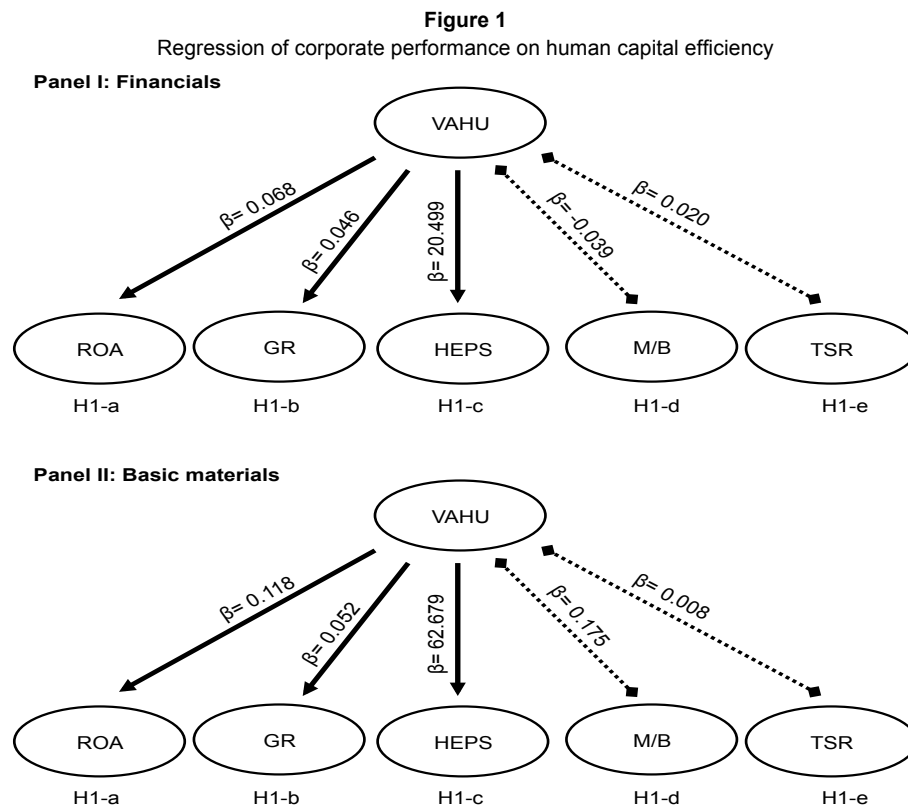 Figure 1
Regression of corporate performance on human capital efficiency
Panel I: Financials
VAHU
β= 0.068
β= 0.046
β= 20.499
β= -0.039
β= 0.020
ROA
GR
HEPS
M/B
TSR
H1-a
H1-b
H1-c
H1-d
H1-e
Panel II: Basic materials
VAHU
β= 0.118
β= 0.052
β= 62.679
β= 0.175
β= 0.008
ROA
GR
HEPS
M/B
TSR
H1-a
H1-b
H1-c
H1-d
H1-e